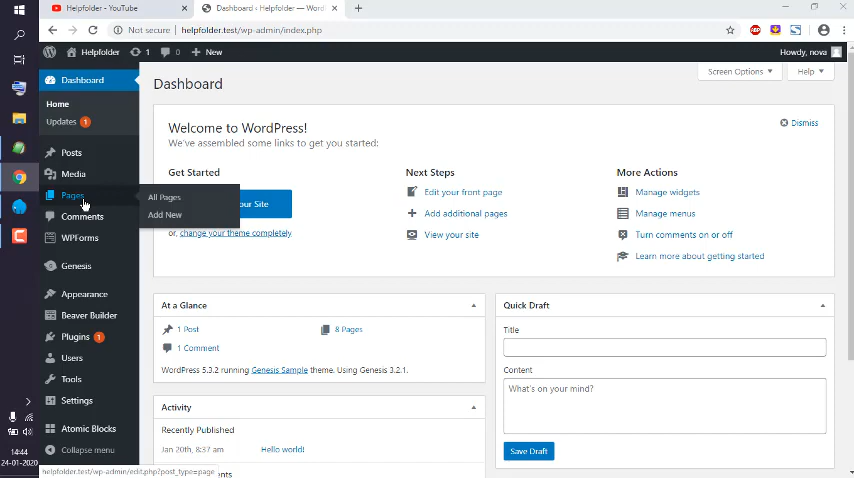 Helpfolder - YouTube
Dashboard ‹ Helpfolder — Word
Not secure | helpfolder.test/wp-admin/index.php
ABP
Helpfolder 1 0 + New
Howdy, nova
Dashboard
Home
Updates 1
Posts
Media
Pages
Comments
WPForms
Genesis
Appearance
Beaver Builder
Plugins 1
Users
Tools
Settings
Atomic Blocks
Collapse menu
All Pages
Add New
Dashboard
Screen Options ▼
Help ▼
Welcome to WordPress!
We've assembled some links to get you started:
Dismiss
Get Started
our Site
or, change your theme completely
Next Steps
Edit your front page
Add additional pages
View your site
More Actions
Manage widgets
Manage menus
Turn comments on or off
Learn more about getting started
At a Glance
1 Post
8 Pages
1 Comment
WordPress 5.3.2 running Genesis Sample theme. Using Genesis 3.2.1.
Activity
Recently Published
Jan 20th, 8:37 am
Hello world!
Quick Draft
Title
Content
What's on your mind?
Save Draft
14:44
24-01-2020
helpfolder.test/wp-admin/edit.php?post_type=page